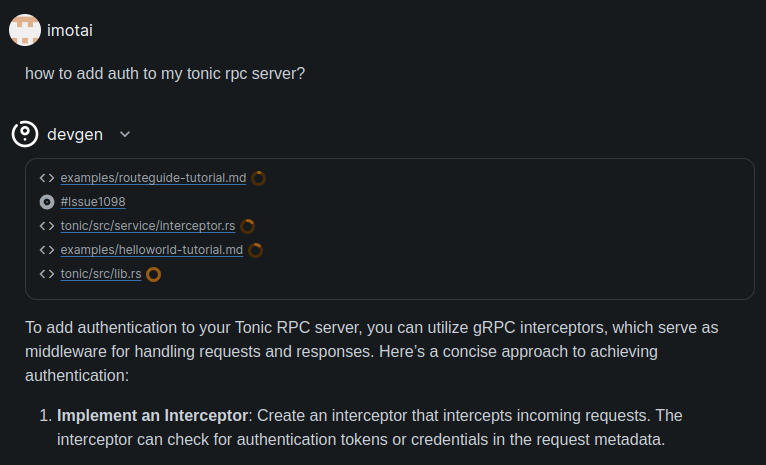 imotai
how to add auth to my tonic rpc server?
devgen
examples/routeguide-tutorial.md
#Issue1098
tonic/src/service/interceptor.rs
examples/helloworld-tutorial.md
tonic/src/lib.rs
To add authentication to your Tonic RPC server, you can utilize gRPC interceptors, which serve as
middleware for handling requests and responses. Here’s a concise approach to achieving
authentication:
1. Implement an Interceptor: Create an interceptor that intercepts incoming requests. The
interceptor can check for authentication tokens or credentials in the request metadata.